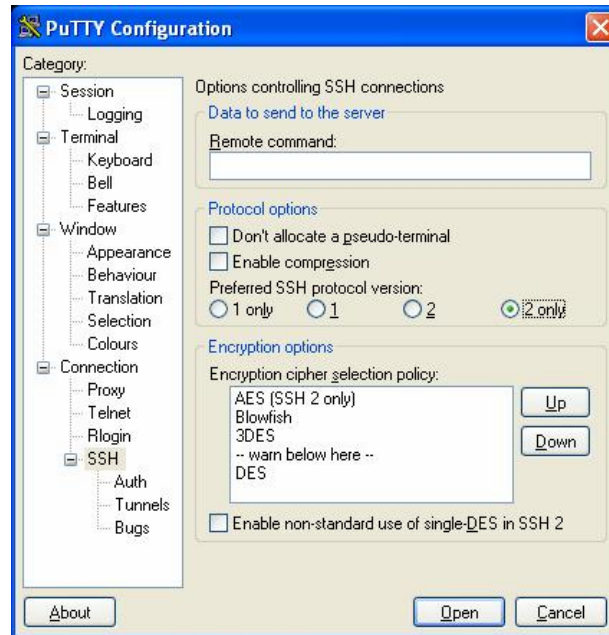 PuTTY Configuration
Category:
Session
Logging
Terminal
Keyboard
Bell
Features
Window
Appearance
Behaviour
Translation
Selection
Colours
Connection
Proxy
Telnet
Rlogin
SSH
Auth
Tunnels
Bugs
Options controlling SSH connections
Data to send to the server
Remote command:
Protocol options
Don't allocate a pseudo-terminal
Enable compression
Preferred SSH protocol version:
1 only 1 2 2 only
Encryption options
Encryption cipher selection policy:
AES (SSH 2 only)
Blowfish
3DES
-- warn below here --
DES
Up
Down
Enable non-standard use of single-DES in SSH 2
About Open Cancel